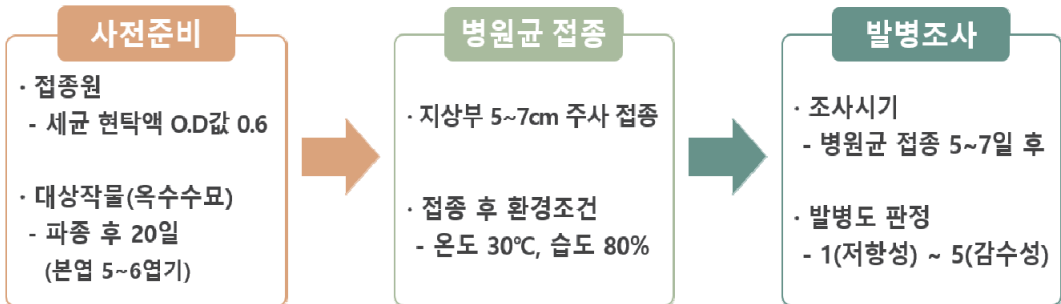 사전준비
· 접종원
- 세균 현탁액 O.D값 0.6
· 대상작물(옥수수묘)
- 파종 후 20일
(본엽 5~6엽기)
병원균 접종
· 지상부 5~7cm 주사 접종
· 접종 후 환경조건
- 온도 30℃, 습도 80%
발병조사
· 조사시기
- 병원균 접종 5~7일 후
· 발병도 판정
- 1(저항성) ~ 5(감수성)